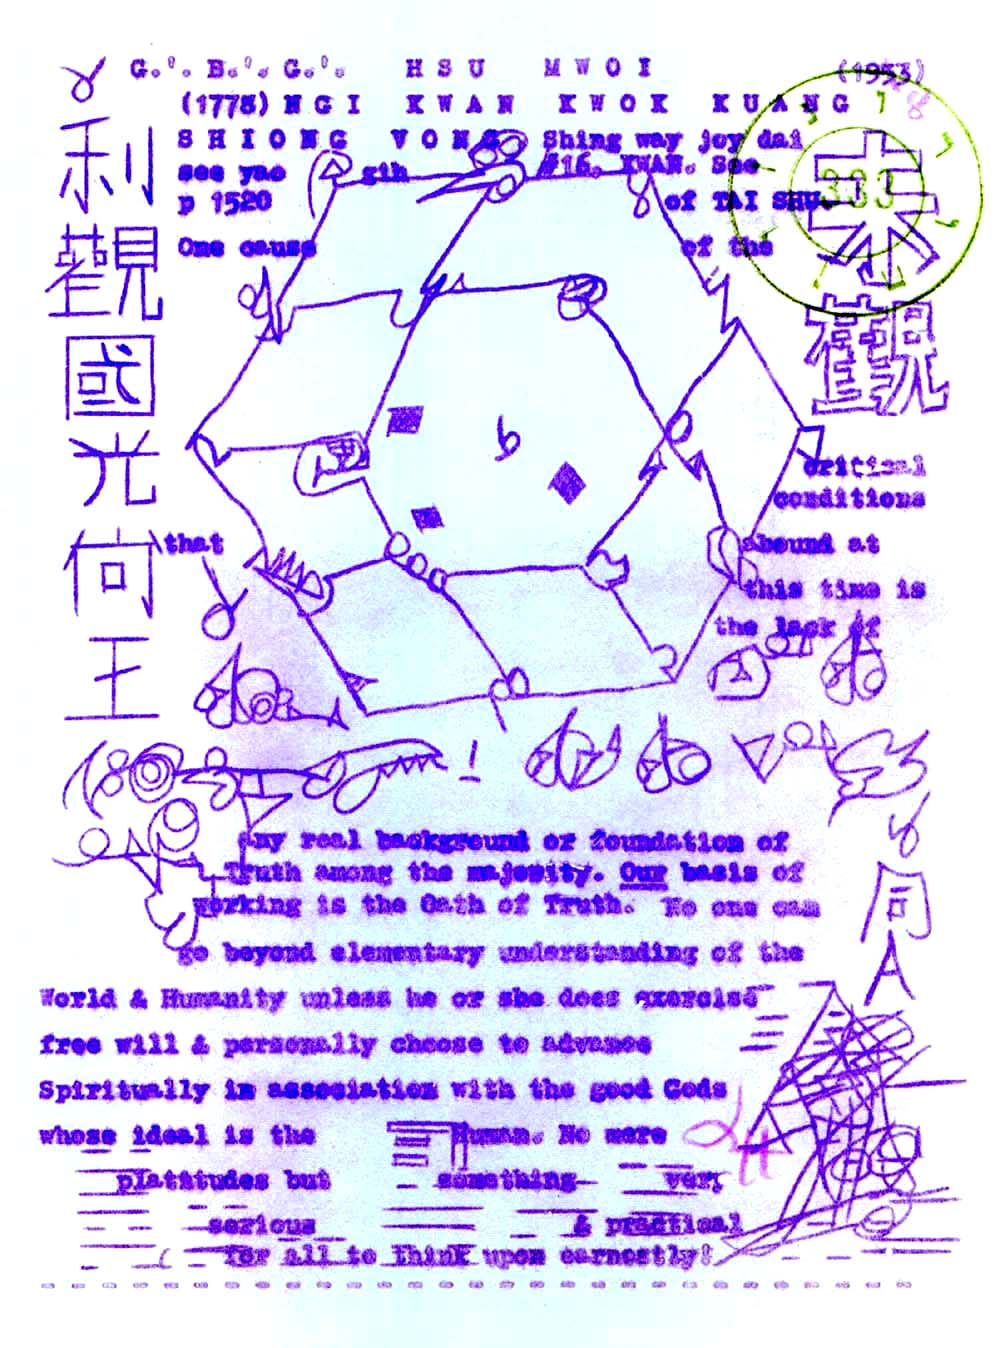 G.'. B.'. G.'. HSU MWOI (1953)
(1775) NGI KWAN KWOK KUANG
SHIONG VONG Shing way joy dai
see yao gih #16. KWAN. See
p 1520 of TAI SHU.
One cause of the
333
利觀國光向王
觀
6
critical
conditions
that abound at
this time is
the lack of
any real background or foundation of
Truth among the majority. Our basis of
working is the Oath of Truth. No one can
go beyond elementary understanding of the
World & Humanity unless he or she does exercise
free will & personally choose to advance
Spiritually in association with the good Gods
whose ideal is the Human. No mere
platitudes but something very
serious & practical
for all to think upon earnestly!